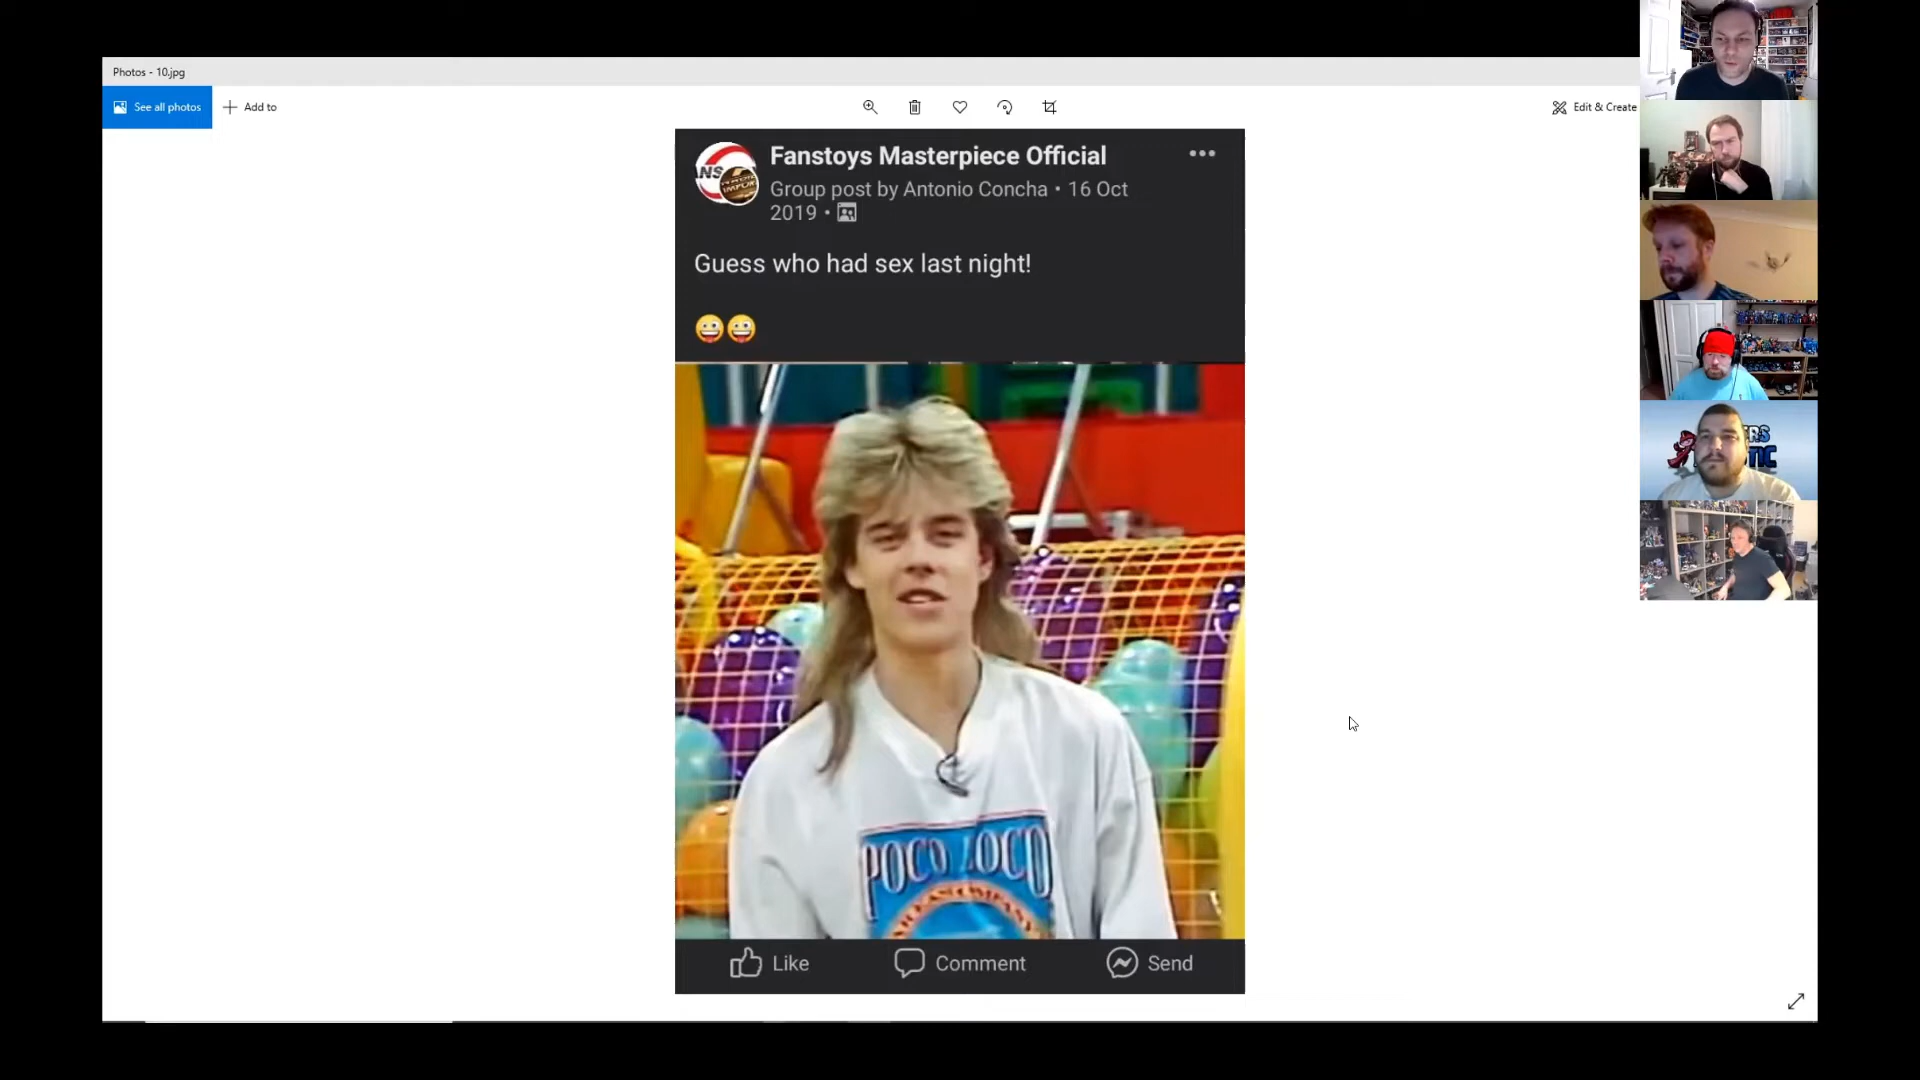 Photos - 10.jpg
See all photos
Add to
Edit & Create
Fanstoys Masterpiece Official
Group post by Antonio Concha • 16 Oct
2019 •
Guess who had sex last night!
POCO LOCO
Like
Comment
Send